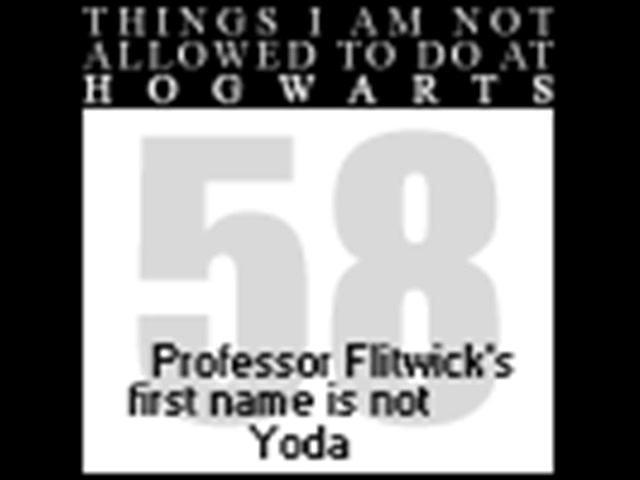 THINGS I AM NOT
ALLOWED TO DO AT
HOGWARTS
58
Professor Flitwick's
first name is not
Yoda